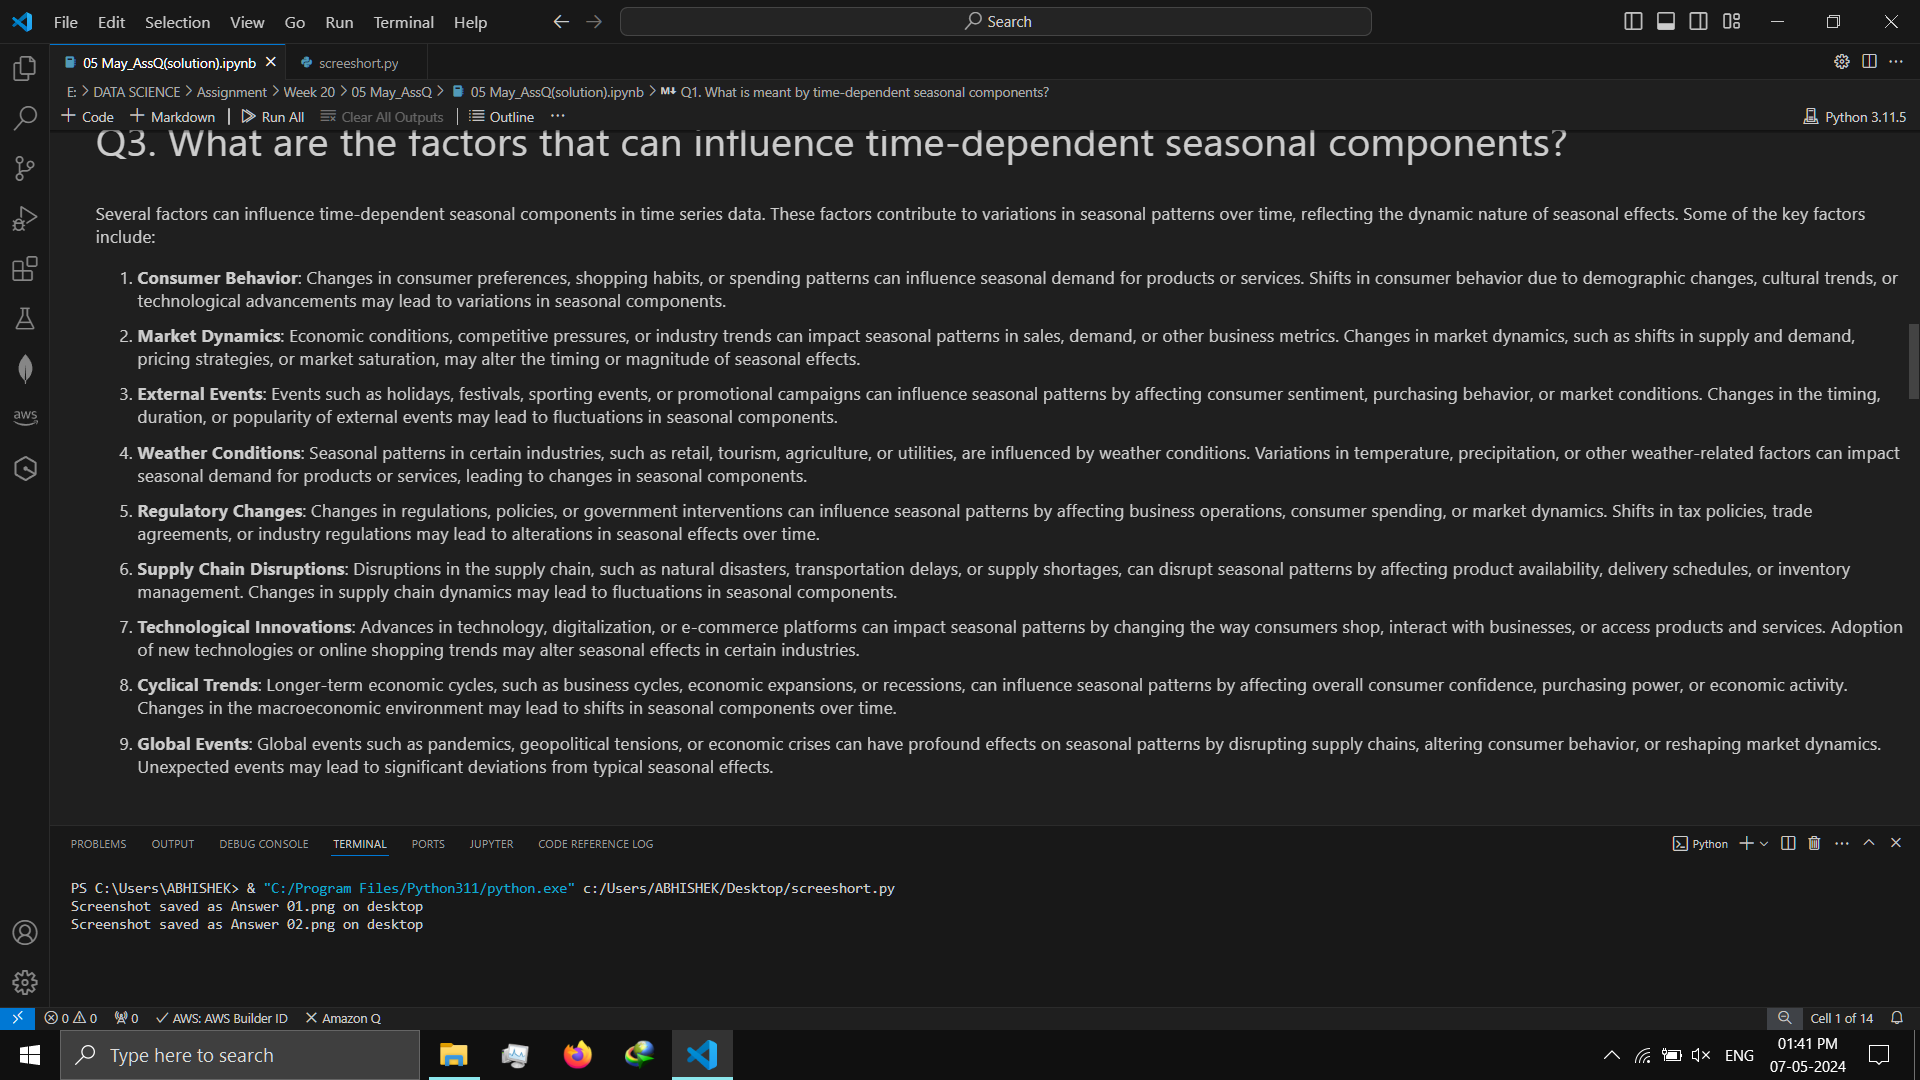 File Edit Selection View Go Run Terminal Help Search
05 May_AssQ(solution).ipynb screeshort.py
E: > DATA SCIENCE > Assignment > Week 20 > 05 May_AssQ > 05 May_AssQ(solution).ipynb > M↓ Q1. What is meant by time-dependent seasonal components?
+ Code + Markdown | Run All Clear All Outputs | Outline ... Python 3.11.5
Q3. What are the factors that can influence time-dependent seasonal components?
Several factors can influence time-dependent seasonal components in time series data. These factors contribute to variations in seasonal patterns over time, reflecting the dynamic nature of seasonal effects. Some of the key factors
include:
1. Consumer Behavior: Changes in consumer preferences, shopping habits, or spending patterns can influence seasonal demand for products or services. Shifts in consumer behavior due to demographic changes, cultural trends, or
technological advancements may lead to variations in seasonal components.
2. Market Dynamics: Economic conditions, competitive pressures, or industry trends can impact seasonal patterns in sales, demand, or other business metrics. Changes in market dynamics, such as shifts in supply and demand,
pricing strategies, or market saturation, may alter the timing or magnitude of seasonal effects.
3. External Events: Events such as holidays, festivals, sporting events, or promotional campaigns can influence seasonal patterns by affecting consumer sentiment, purchasing behavior, or market conditions. Changes in the timing,
duration, or popularity of external events may lead to fluctuations in seasonal components.
4. Weather Conditions: Seasonal patterns in certain industries, such as retail, tourism, agriculture, or utilities, are influenced by weather conditions. Variations in temperature, precipitation, or other weather-related factors can impact
seasonal demand for products or services, leading to changes in seasonal components.
5. Regulatory Changes: Changes in regulations, policies, or government interventions can influence seasonal patterns by affecting business operations, consumer spending, or market dynamics. Shifts in tax policies, trade
agreements, or industry regulations may lead to alterations in seasonal effects over time.
6. Supply Chain Disruptions: Disruptions in the supply chain, such as natural disasters, transportation delays, or supply shortages, can disrupt seasonal patterns by affecting product availability, delivery schedules, or inventory
management. Changes in supply chain dynamics may lead to fluctuations in seasonal components.
7. Technological Innovations: Advances in technology, digitalization, or e-commerce platforms can impact seasonal patterns by changing the way consumers shop, interact with businesses, or access products and services. Adoption
of new technologies or online shopping trends may alter seasonal effects in certain industries.
8. Cyclical Trends: Longer-term economic cycles, such as business cycles, economic expansions, or recessions, can influence seasonal patterns by affecting overall consumer confidence, purchasing power, or economic activity.
Changes in the macroeconomic environment may lead to shifts in seasonal components over time.
9. Global Events: Global events such as pandemics, geopolitical tensions, or economic crises can have profound effects on seasonal patterns by disrupting supply chains, altering consumer behavior, or reshaping market dynamics.
Unexpected events may lead to significant deviations from typical seasonal effects.
aws
PROBLEMS OUTPUT DEBUG CONSOLE TERMINAL PORTS JUPYTER CODE REFERENCE LOG Python
PS C:\Users\ABHISHEK> & "C:/Program Files/Python311/python.exe" c:/Users/ABHISHEK/Desktop/screeshort.py
Screenshot saved as Answer 01.png on desktop
Screenshot saved as Answer 02.png on desktop
0 0 0 AWS: AWS Builder ID Amazon Q Cell 1 of 14
Type here to search ENG 01:41 PM
07-05-2024